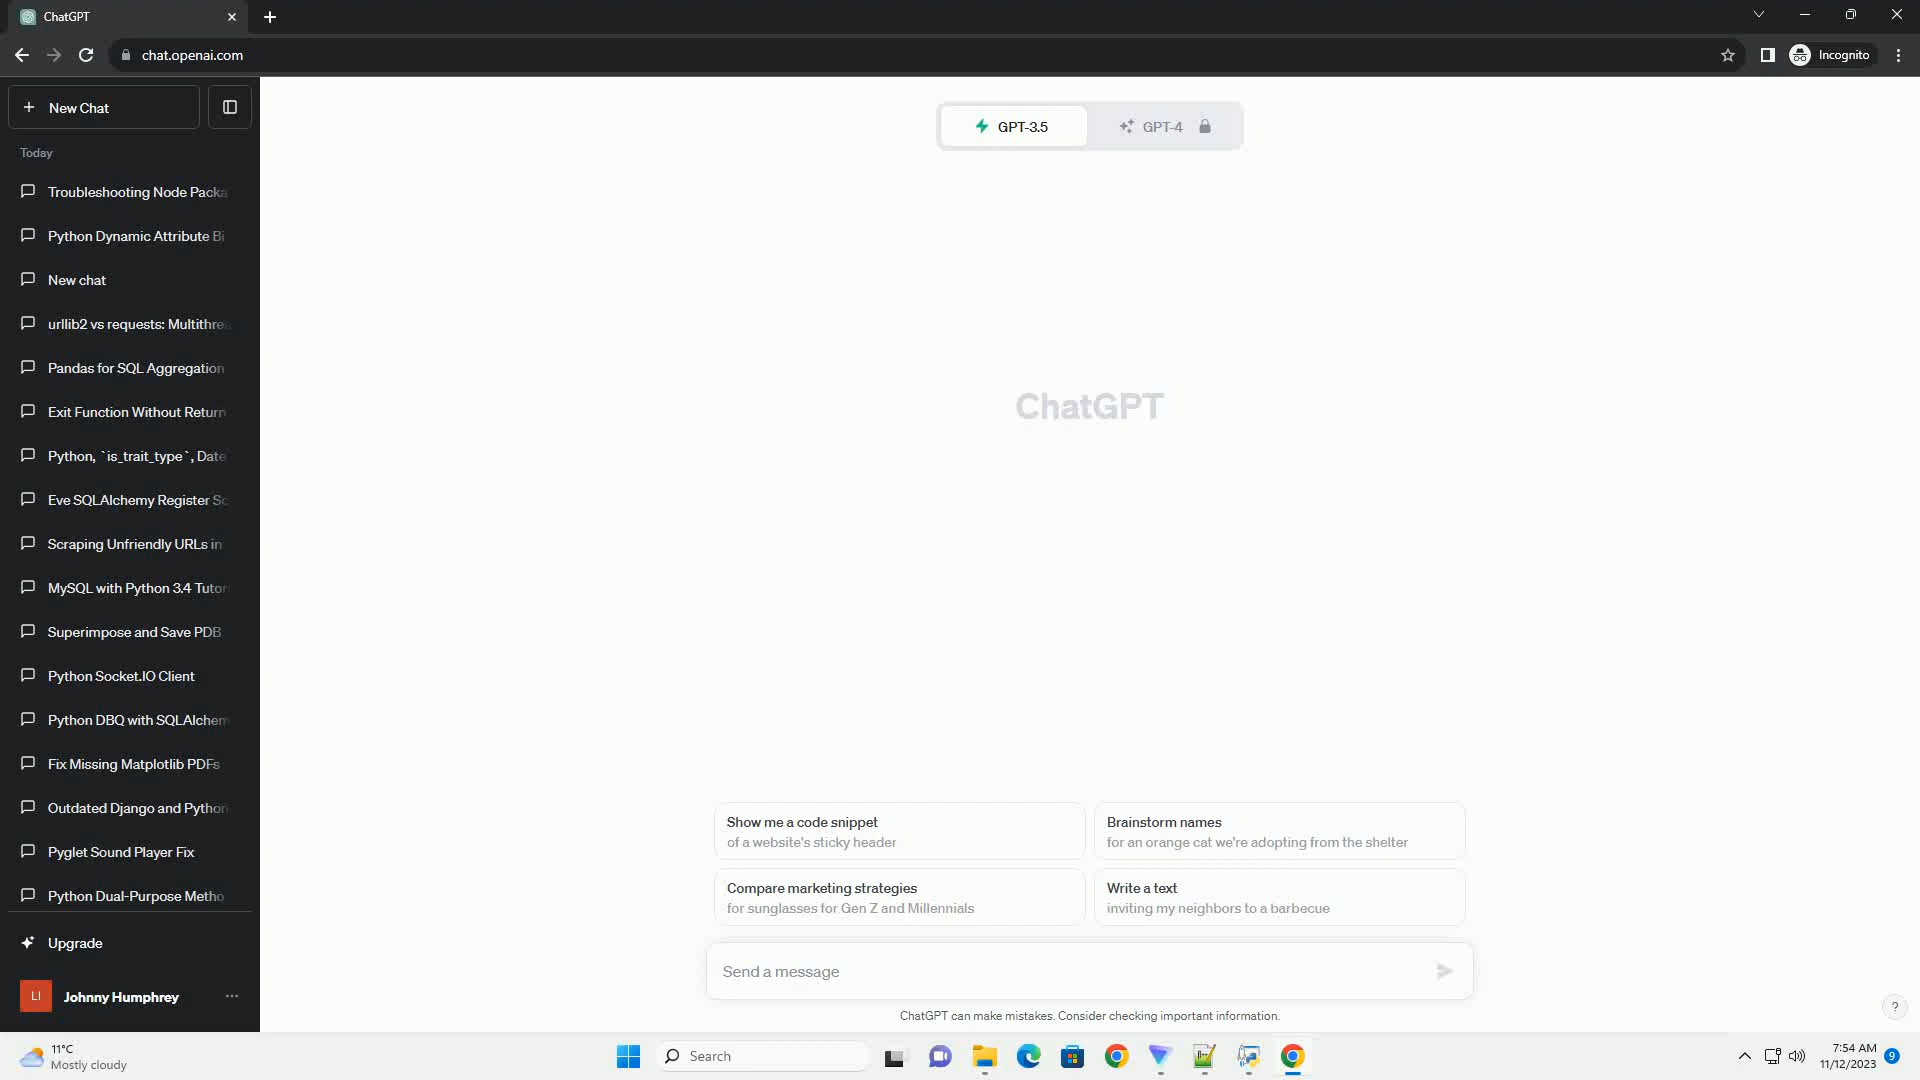 ChatGPT
chat.openai.com
Incognito
New Chat
Today
Troubleshooting Node Packa
Python Dynamic Attribute Bi
New chat
urllib2 vs requests: Multithre
Pandas for SQL Aggregation
Exit Function Without Return
Python, `is_trait_type`, Date
Eve SQLAlchemy Register Sc
Scraping Unfriendly URLs in
MySQL with Python 3.4 Tutor
Superimpose and Save PDB
Python Socket.IO Client
Python DBQ with SQLAlchem
Fix Missing Matplotlib PDFs
Outdated Django and Python
Pyglet Sound Player Fix
Python Dual-Purpose Metho
Upgrade
LI
Johnny Humphrey
GPT-3.5
GPT-4
ChatGPT
Show me a code snippet
of a website's sticky header
Brainstorm names
for an orange cat we're adopting from the shelter
Compare marketing strategies
for sunglasses for Gen Z and Millennials
Write a text
inviting my neighbors to a barbecue
Send a message
ChatGPT can make mistakes. Consider checking important information.
?
11°C
Mostly cloudy
Search
7:54 AM
11/12/2023
9